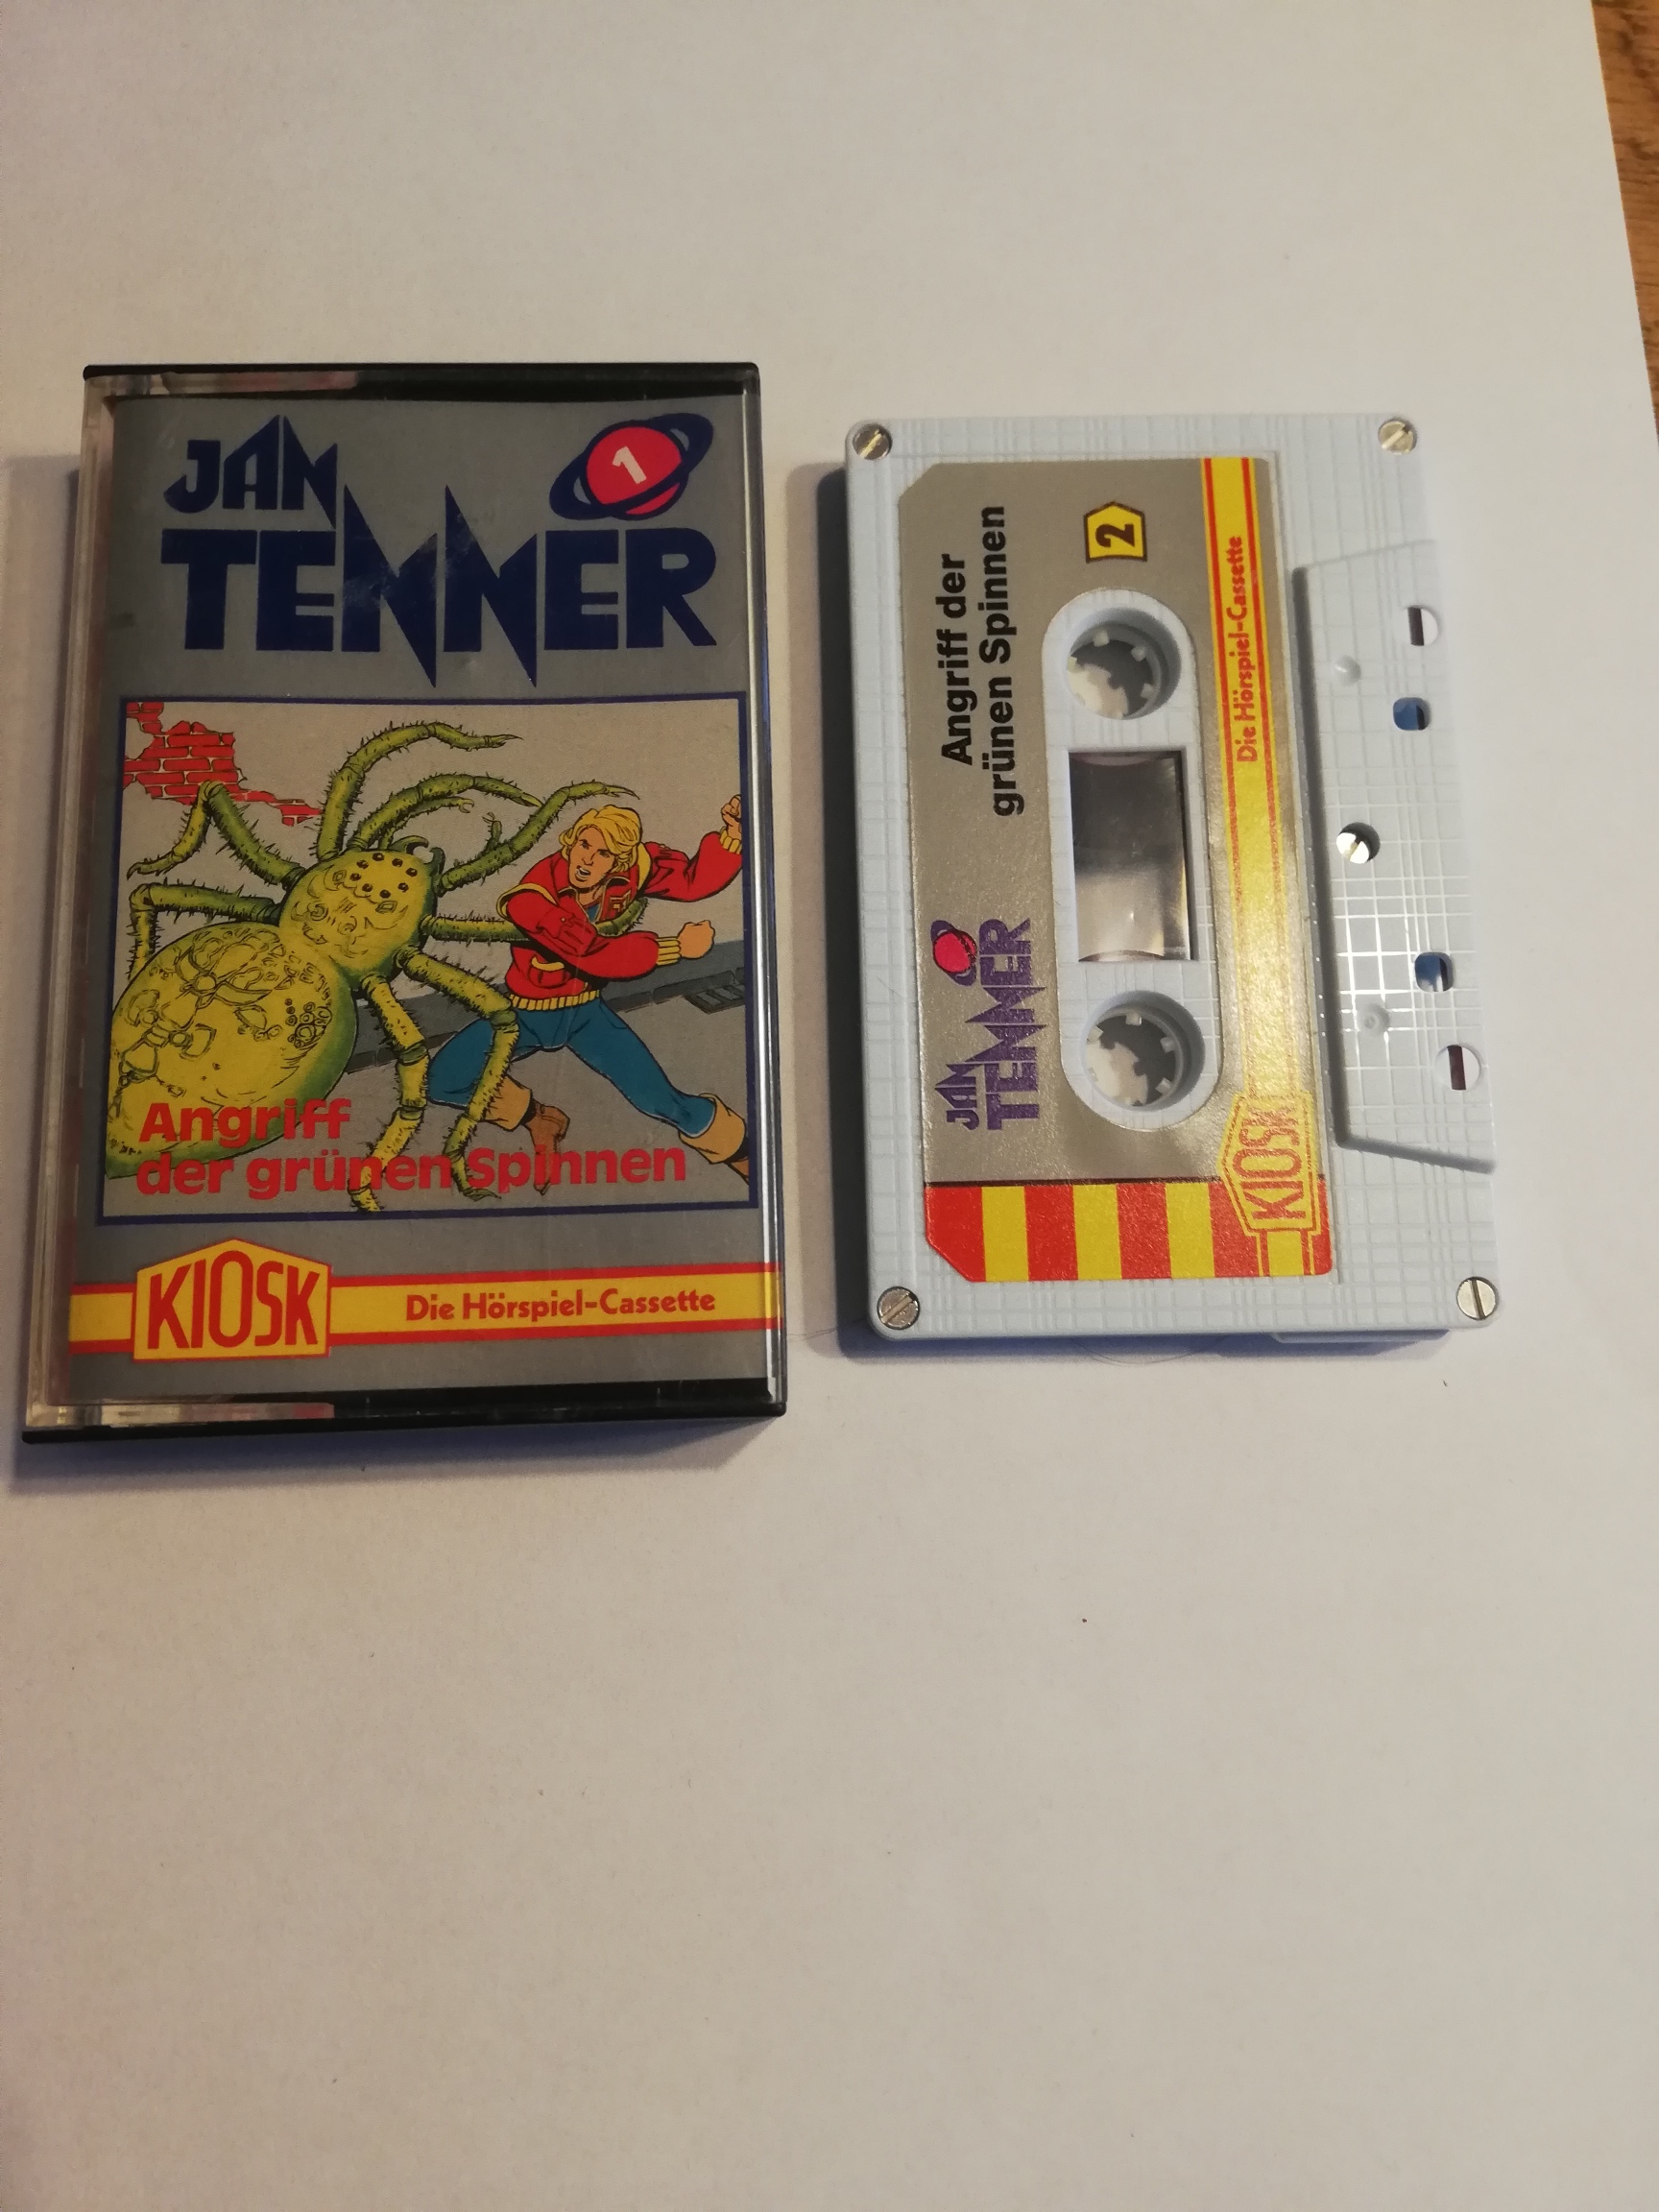 JAN
TENNER
1
Angriff
der grünen Spinnen
KIOSK
Die Hörspiel-Cassette
Angriff der
grünen Spinnen
JAN
TENNER
2
Die Hörspiel-Cassette
KIOSK